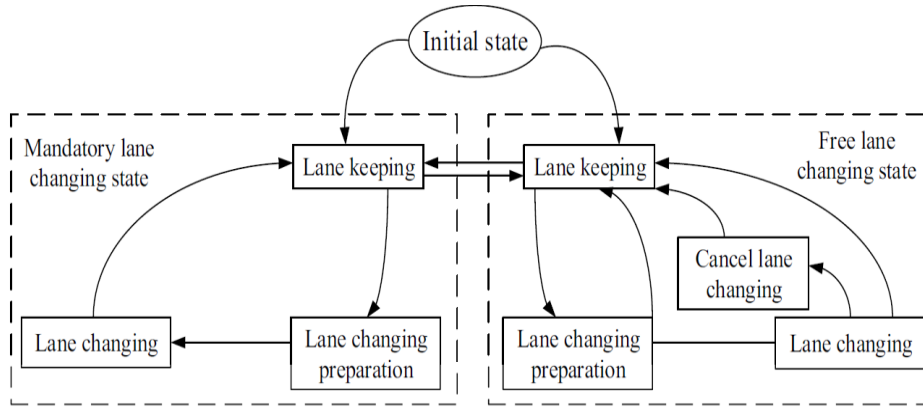 Initial state
Mandatory lane
changing state
Lane keeping
Lane keeping
Free lane
changing state
Cancel lane
changing
Lane changing
Lane changing
preparation
Lane changing
preparation
Lane changing